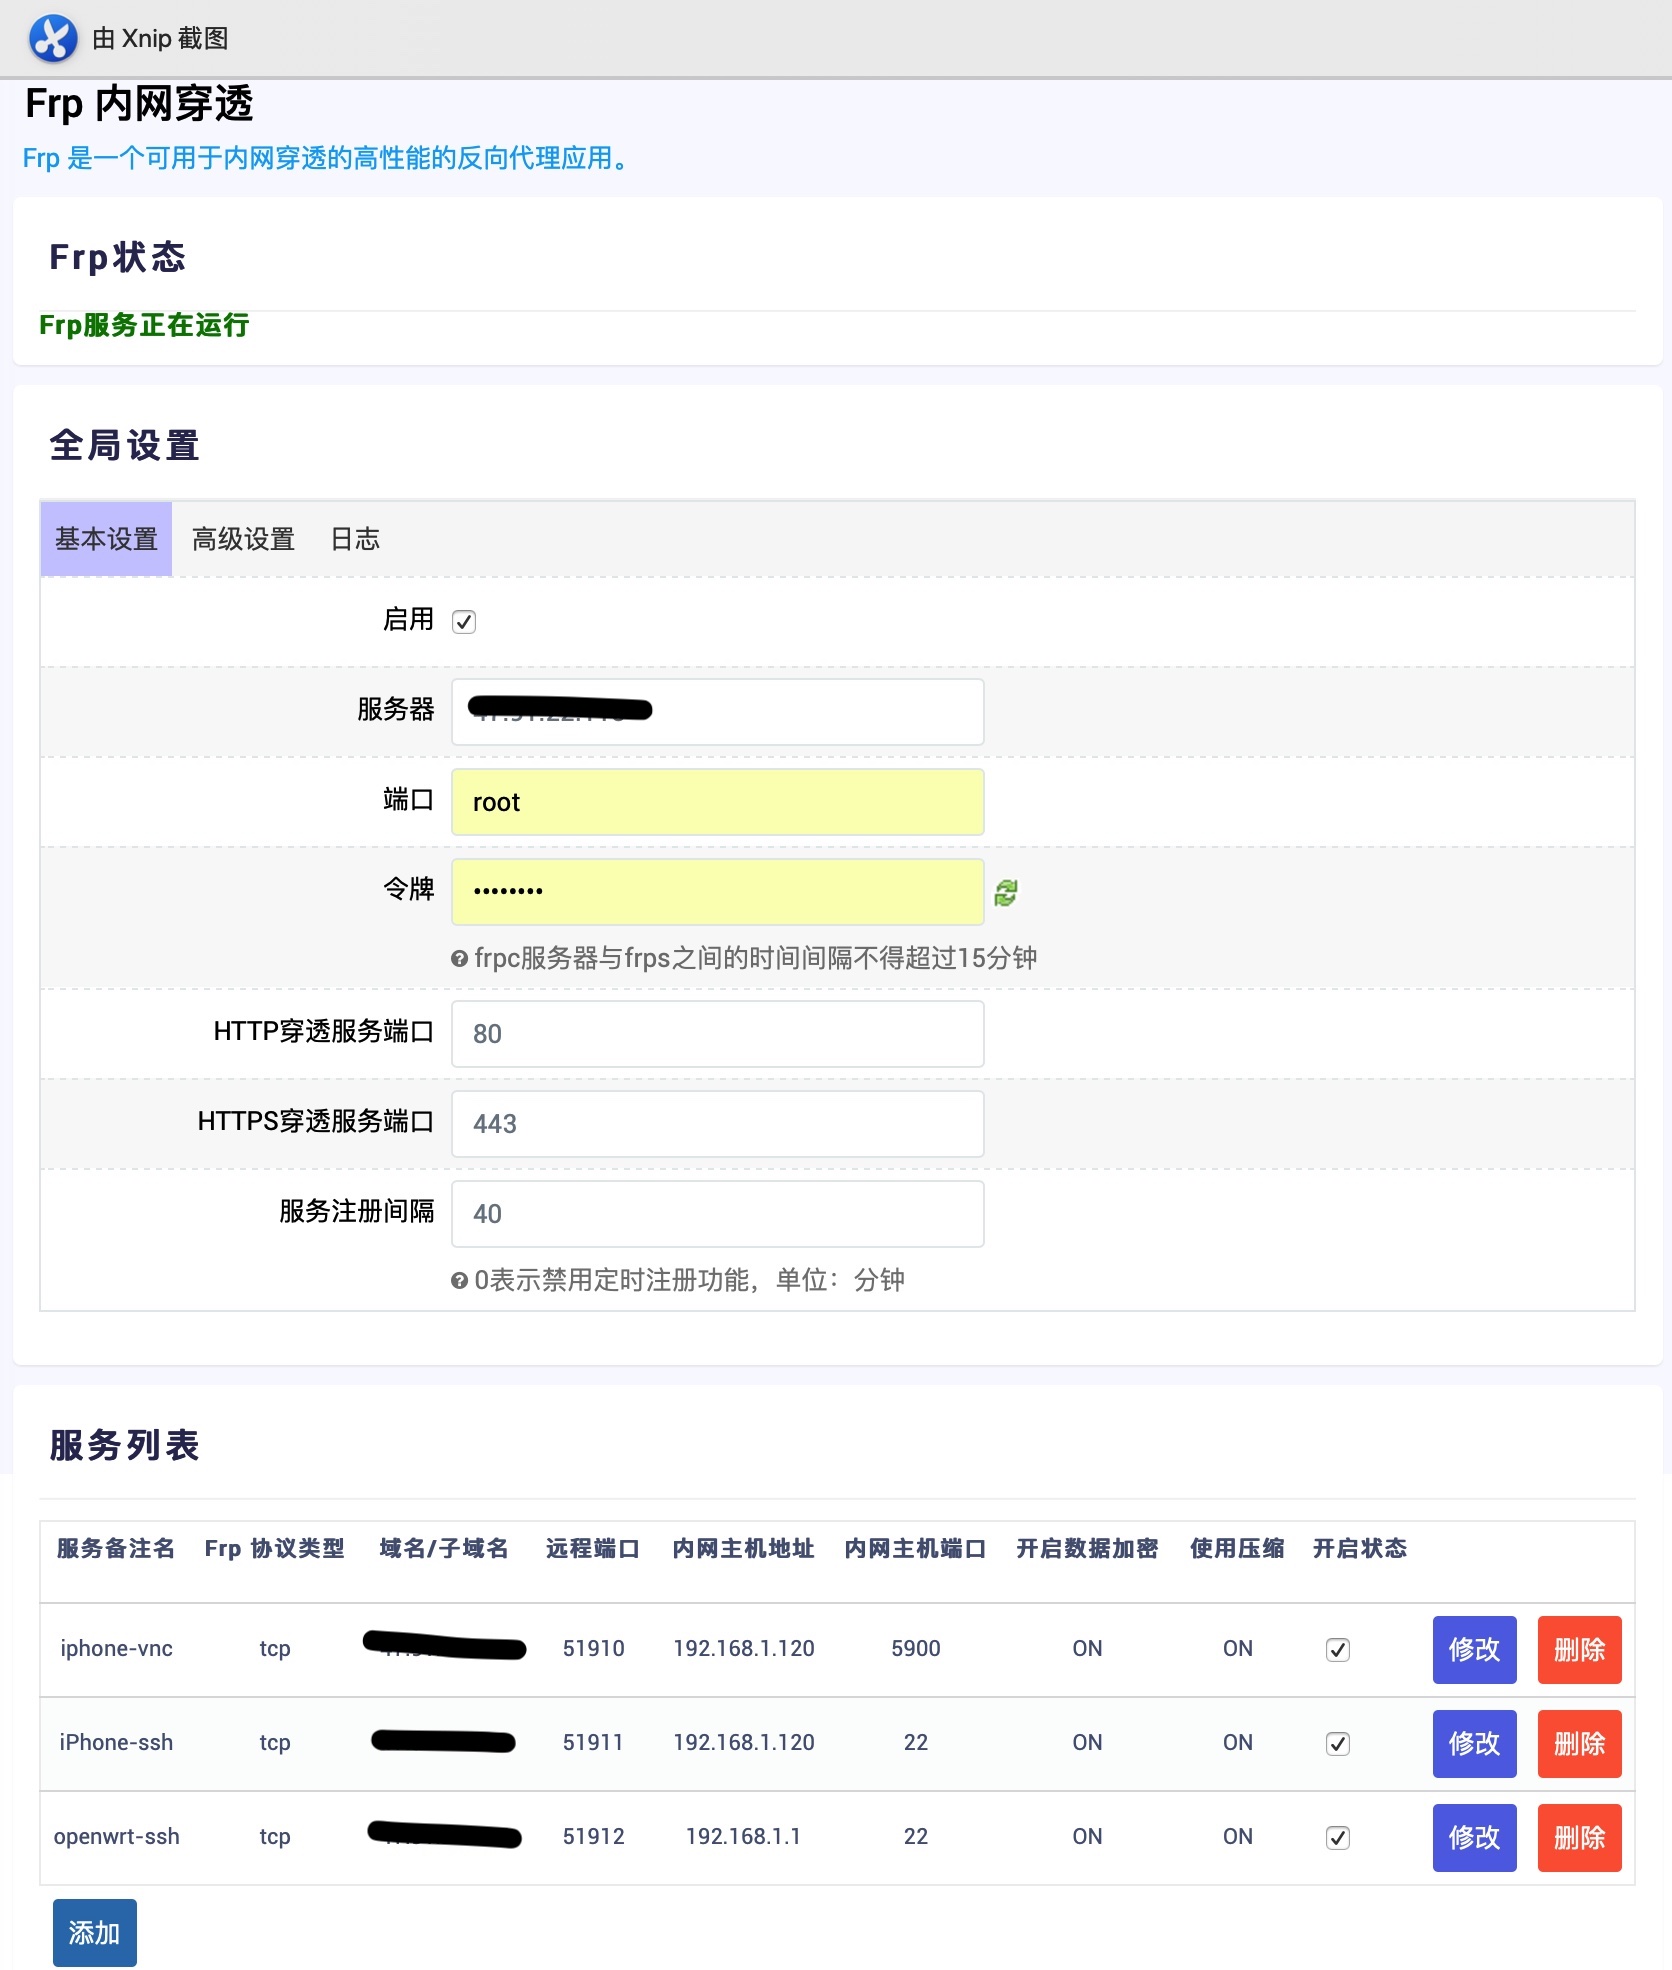 由 Xnip 截图
Frp 内网穿透
Frp 是一个可用于内网穿透的高性能的反向代理应用。
Frp状态
Frp服务正在运行
全局设置
基本设置 高级设置 日志
启用
服务器
端口 root
令牌 ••••••••
frpc服务器与frps之间的时间间隔不得超过15分钟
HTTP穿透服务端口 80
HTTPS穿透服务端口 443
服务注册间隔 40
0表示禁用定时注册功能，单位：分钟
服务列表
服务备注名 Frp 协议类型 域名/子域名 远程端口 内网主机地址 内网主机端口 开启数据加密 使用压缩 开启状态
iphone-vnc tcp 51910 192.168.1.120 5900 ON ON 修改 删除
iPhone-ssh tcp 51911 192.168.1.120 22 ON ON 修改 删除
openwrt-ssh tcp 51912 192.168.1.1 22 ON ON 修改 删除
添加